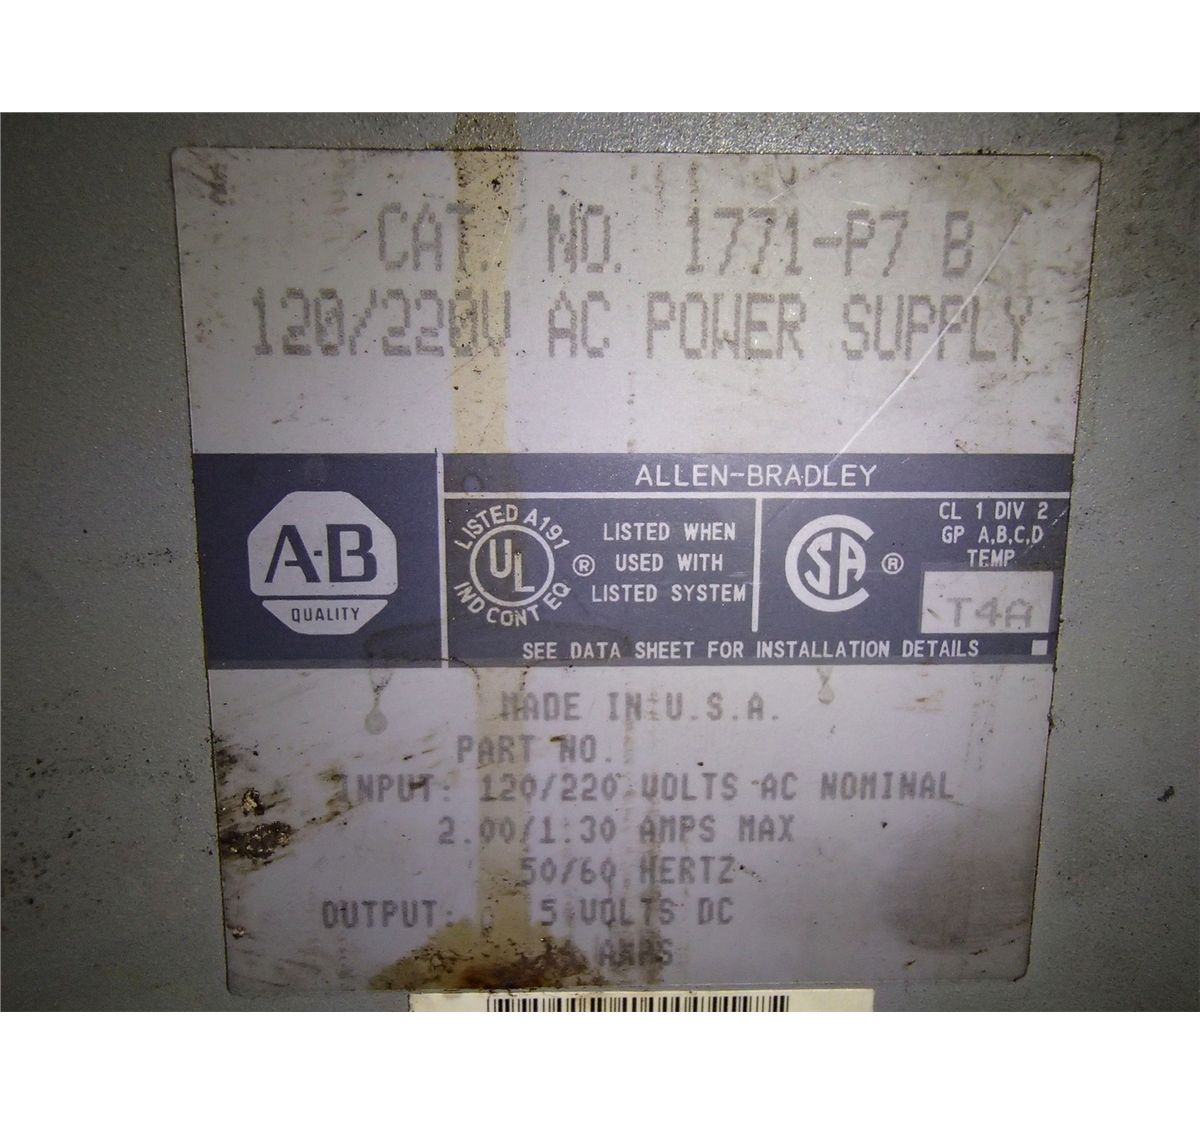 CAT. NO. 1771-P7 B
120/220V AC POWER SUPPLY
ALLEN-BRADLEY
A-B
QUALITY
LISTED A191
UL
IND CONT EQ
®
LISTED WHEN
USED WITH
LISTED SYSTEM
SA
®
CL 1 DIV 2
GP A,B,C,D
TEMP
T4A
SEE DATA SHEET FOR INSTALLATION DETAILS
MADE IN U.S.A.
PART NO.
INPUT: 120/220 VOLTS AC NOMINAL
2.00/1.30 AMPS MAX
50/60 HERTZ
OUTPUT: 5 VOLTS DC
AMPS